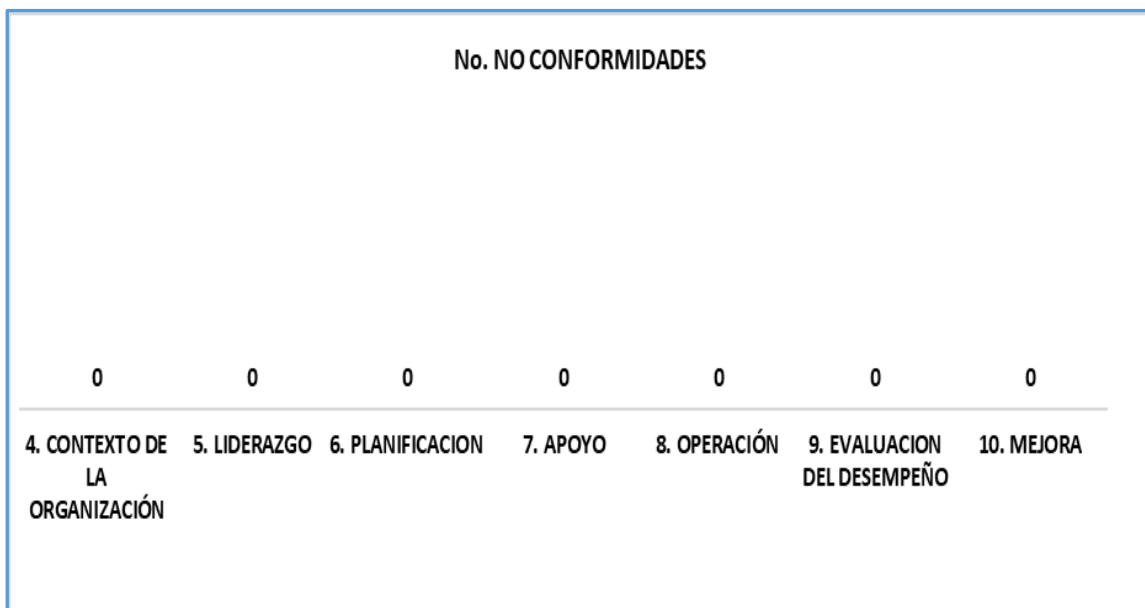 No. NO CONFORMIDADES
0 0 0 0 0 0 0
4. CONTEXTO DE LA ORGANIZACIÓN
5. LIDERAZGO
6. PLANIFICACION
7. APOYO
8. OPERACIÓN
9. EVALUACION DEL DESEMPEÑO
10. MEJORA